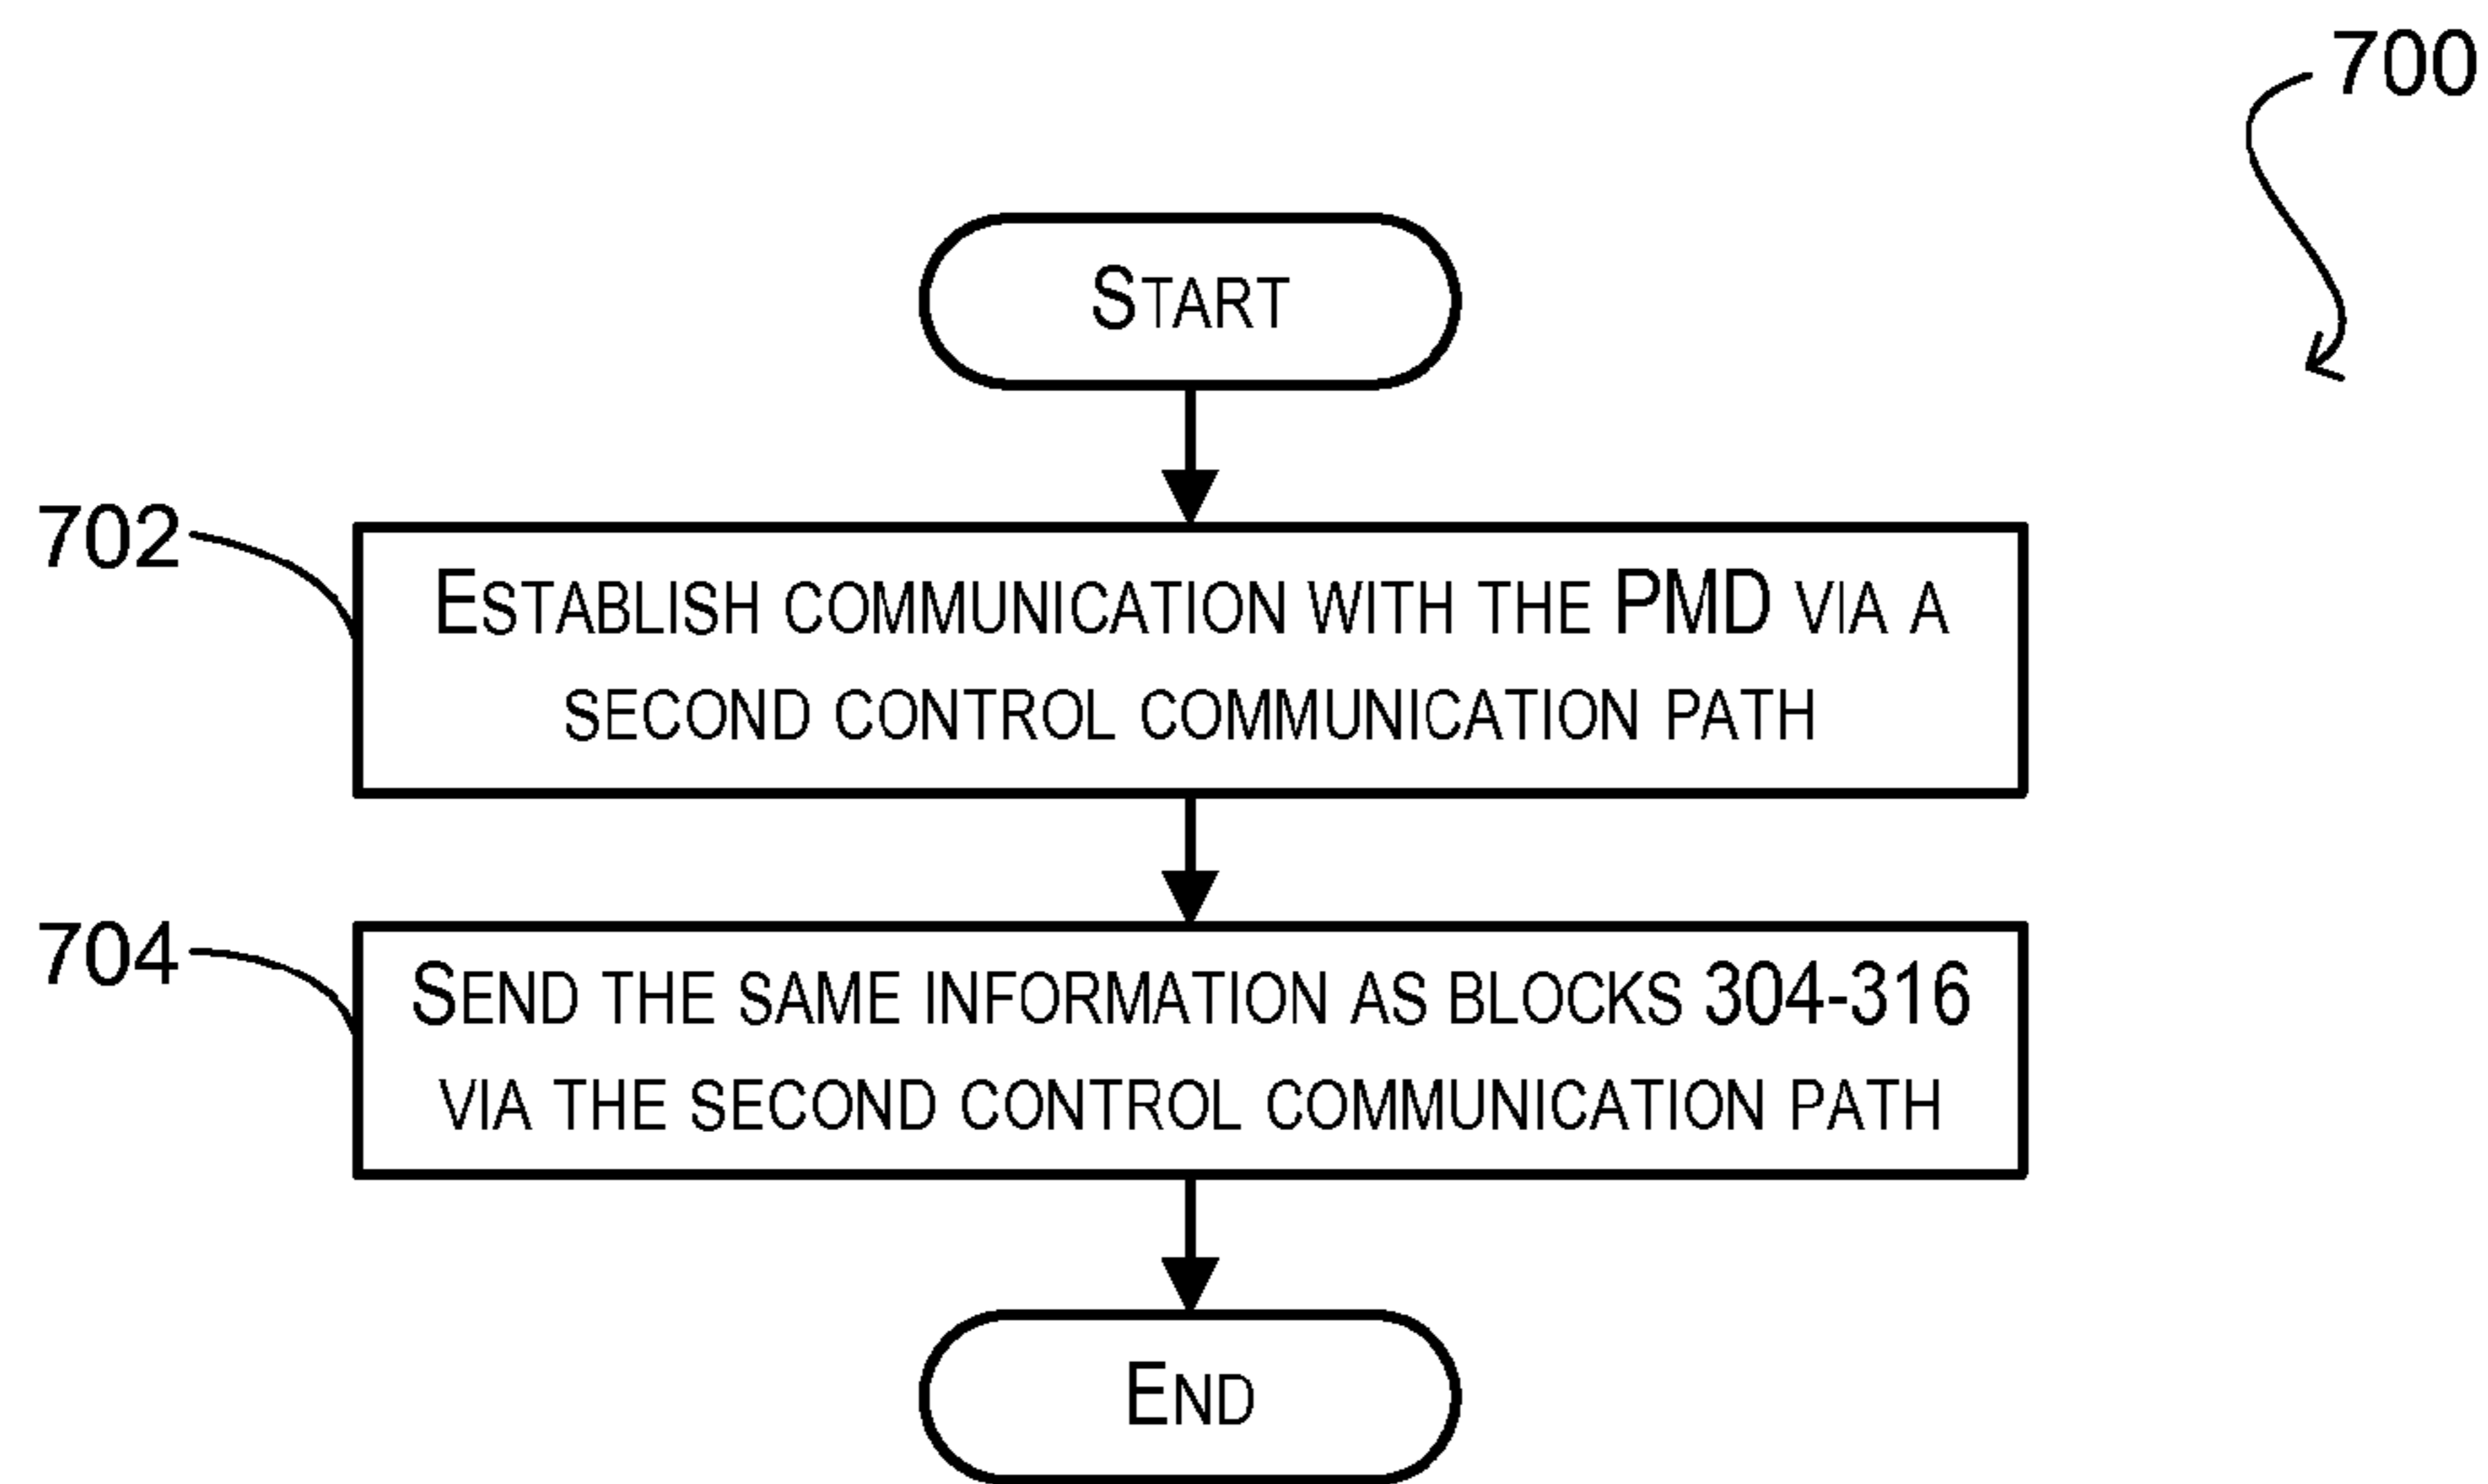 700
START
702
ESTABLISH COMMUNICATION WITH THE PMD VIA A
SECOND CONTROL COMMUNICATION PATH
704
SEND THE SAME INFORMATION AS BLOCKS 304-316
VIA THE SECOND CONTROL COMMUNICATION PATH
END